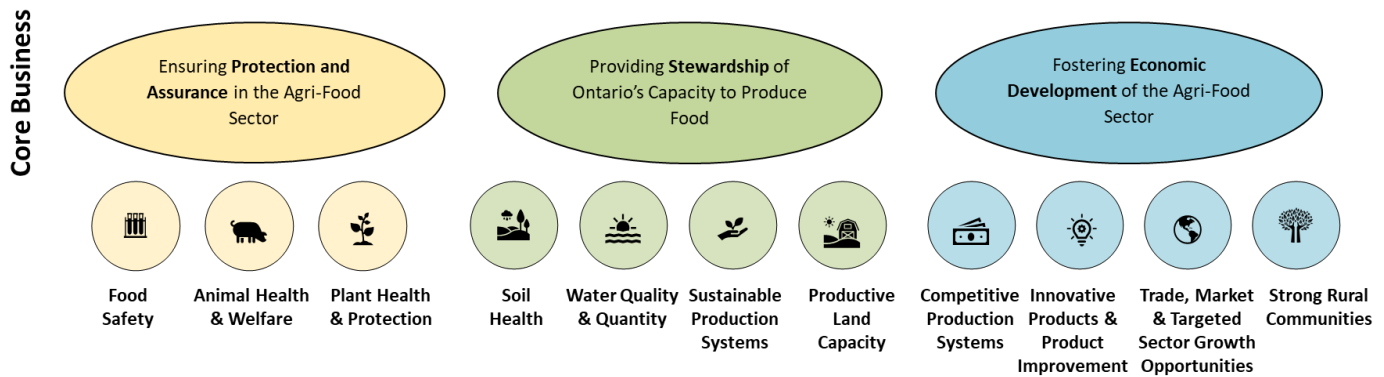 Core Business
Ensuring Protection and
Assurance in the Agri-Food
Sector
Providing Stewardship of
Ontario's Capacity to Produce
Food
Fostering Economic
Development of the Agri-Food
Sector
Food
Safety
Animal Health
& Welfare
Plant Health
& Protection
Soil
Health
Water Quality
& Quantity
Sustainable
Production
Systems
Productive
Land
Capacity
Competitive
Production
Systems
Innovative
Products &
Product
Improvement
Trade, Market
& Targeted
Sector Growth
Opportunities
Strong Rural
Communities